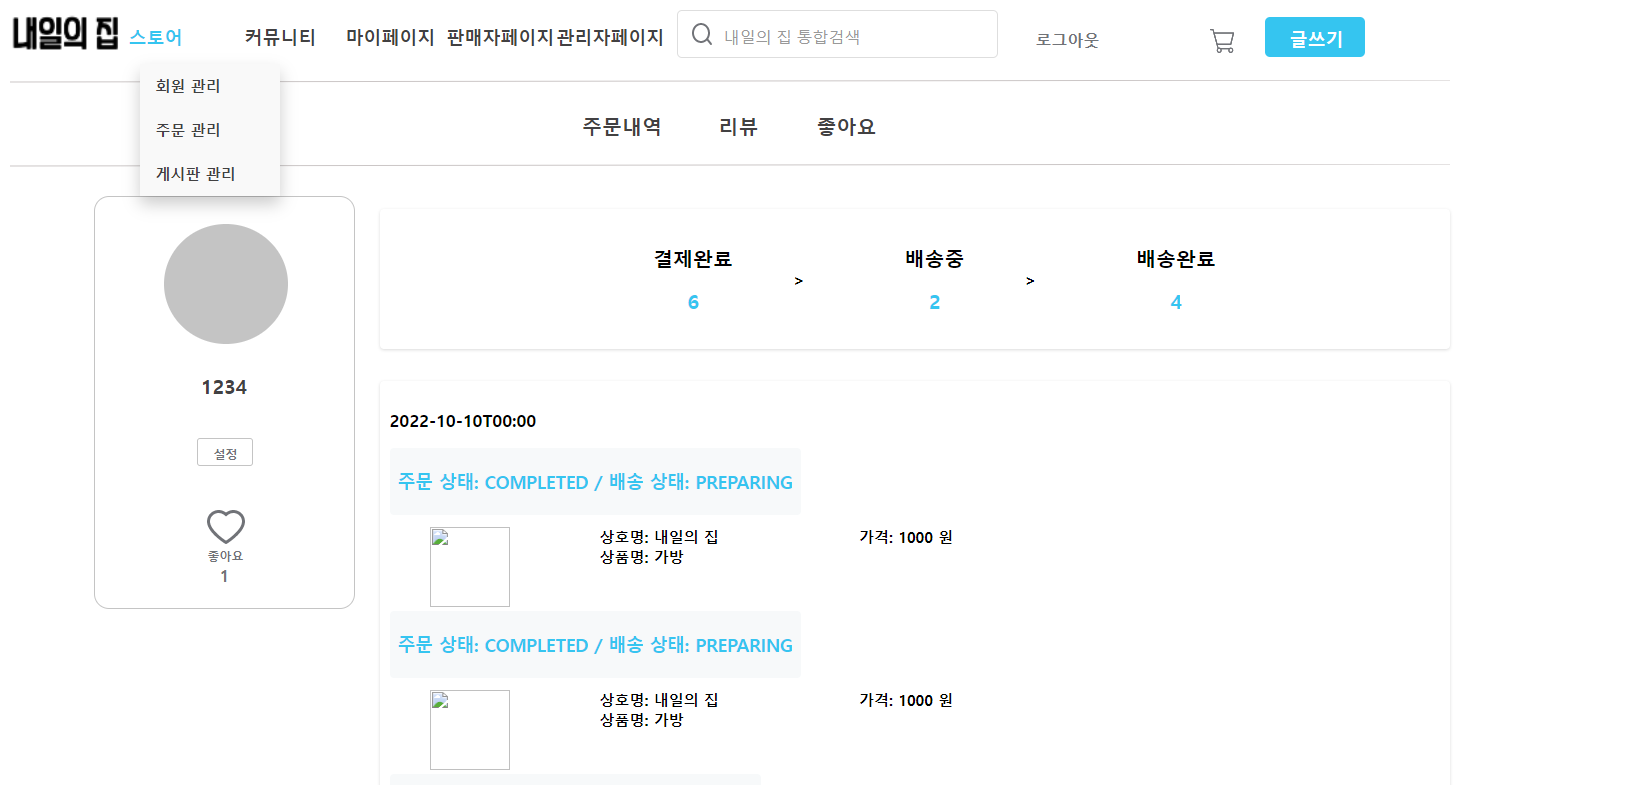 내일의 집 스토어 커뮤니티 마이페이지 판매자페이지 관리자페이지 내일의 집 통합검색 로그아웃 글쓰기
회원 관리
주문 관리
게시판 관리
주문내역 리뷰 좋아요
1234
설정
좋아요
1
결제완료 > 배송중 > 배송완료
6 2 4
2022-10-10T00:00
주문 상태: COMPLETED / 배송 상태: PREPARING
상호명: 내일의 집 가격: 1000 원
상품명: 가방
주문 상태: COMPLETED / 배송 상태: PREPARING
상호명: 내일의 집 가격: 1000 원
상품명: 가방